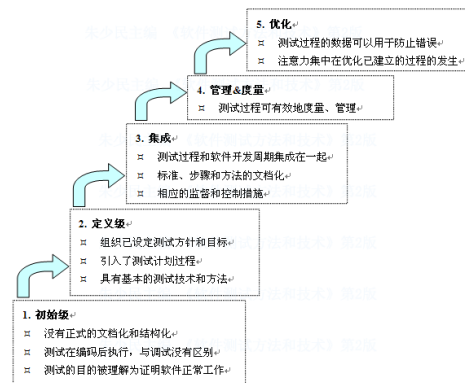 5. 优化
¤ 测试过程的数据可以用于防止错误
¤ 注意力集中在优化已建立的过程的发生
4. 管理&度量
¤ 测试过程可有效地度量、管理
3. 集成
¤ 测试过程和软件开发周期集成在一起
¤ 标准、步骤和方法的文档化
¤ 相应的监督和控制措施
2. 定义级
¤ 组织已设定测试方针和目标
¤ 引入了测试计划过程
¤ 具有基本的测试技术和方法
1. 初始级
¤ 没有正式的文档化和结构化
¤ 测试在编码后执行，与调试没有区别
¤ 测试的目的被理解为证明软件正常工作